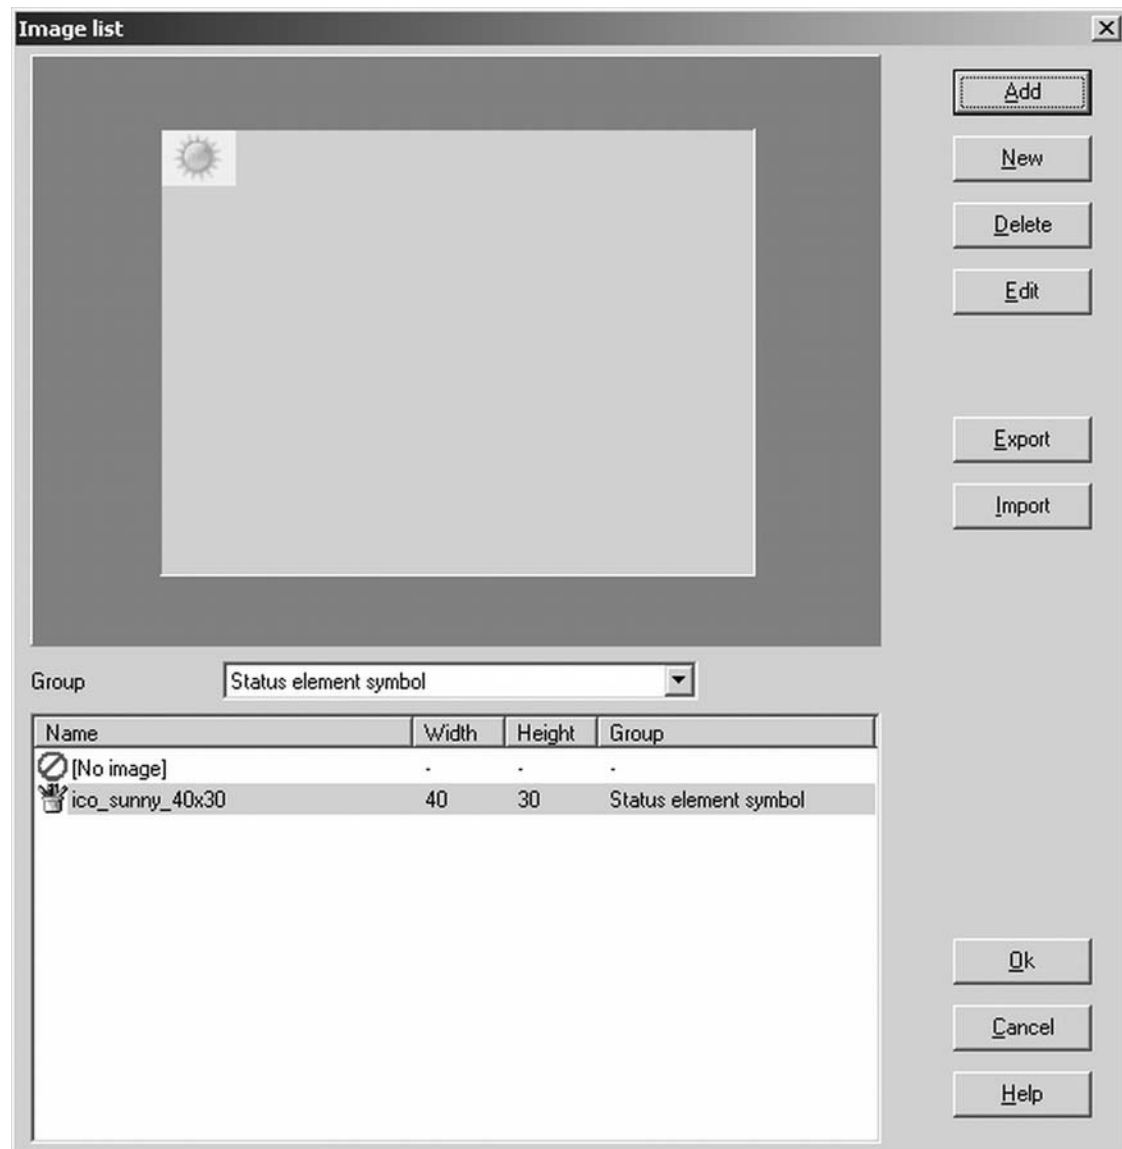 Image list
Add
New
Delete
Edit
Export
Import
Group Status element symbol
Name Width Height Group
[No image] - - -
ico_sunny_40x30 40 30 Status element symbol
Ok
Cancel
Help